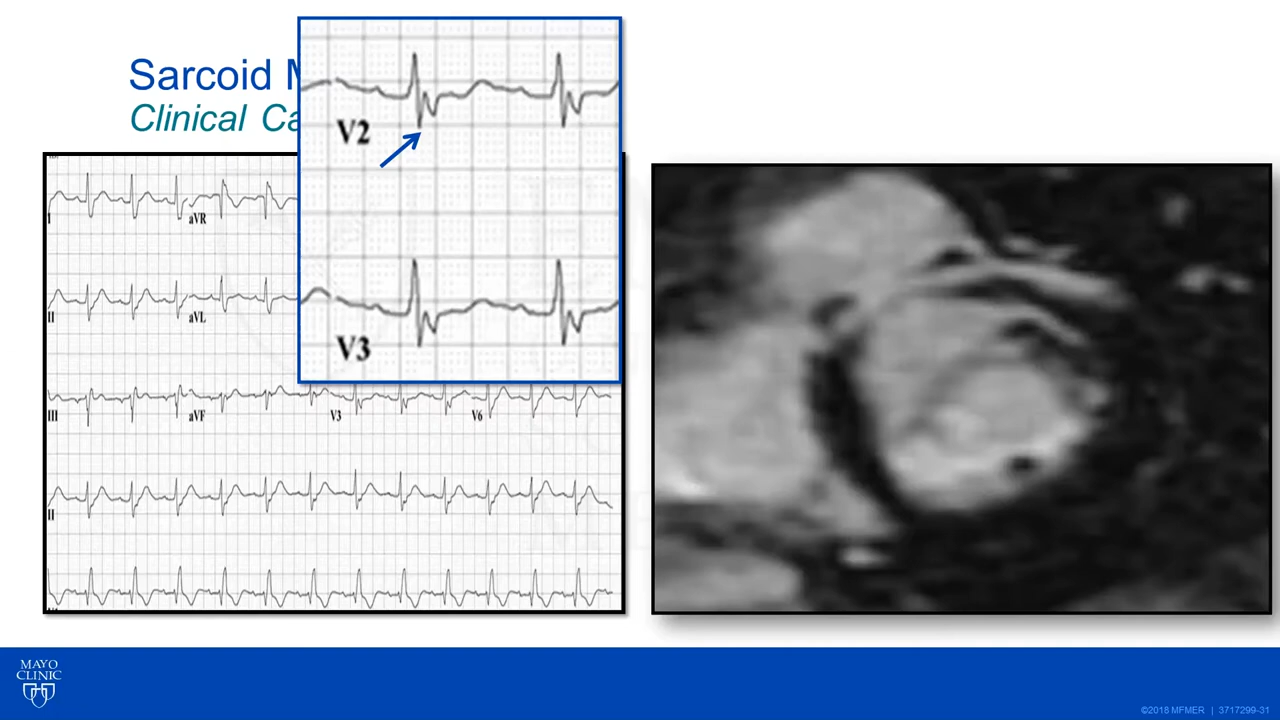 Sarcoid M
Clinical Ca
V2
V3
I
aVR
II
aVL
III
aVF
V3
V6
II
MAYO
CLINIC
©2018 MFMER | 3717299-31